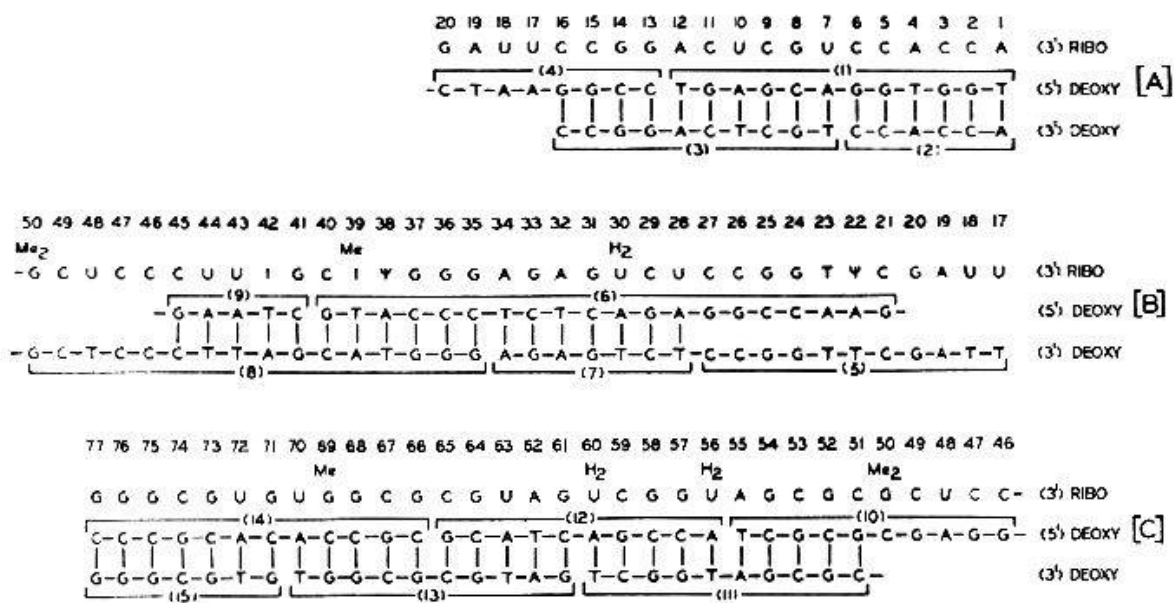 20 19 18 17 16 15 14 13 12 11 10 9 8 7 6 5 4 3 2 1
G A U U C C G G A C U C G U C C A C C A (3') RIBO
(4) (1)
-C-T-A-A-G-G-C-C T-G-A-G-C-A-G-G-T-G-G-T (5') DEOXY [A]
C-C-G-G-A-C-T-C-G-T C-C-A-C-C-A (3') DEOXY
(3) (2)
50 49 48 47 46 45 44 43 42 41 40 39 38 37 36 35 34 33 32 31 30 29 28 27 26 25 24 23 22 21 20 19 18 17
Me2 Me H2
-G C U C C C U U I G C I Ψ G G G A G A G U C U C C G G T Ψ C G A U U (3') RIBO
(9) (6)
-G-A-A-T-C-G-T-A-C-C-C-T-C-T-C-A-G-A-G-G-C-C-A-A-G- (5') DEOXY [B]
-G-C-T-C-C-C-T-T-A-G-C-A-T-G-G-G A-G-A-G-T-C-T-C-C-G-G-T-T-C-G-A-T-T (3') DEOXY
(8) (7) (5)
77 76 75 74 73 72 71 70 69 68 67 66 65 64 63 62 61 60 59 58 57 56 55 54 53 52 51 50 49 48 47 46
Me H2 H2 Me2
G G G C G U G U G G C G C G U A G U C G G U A G C G C G C U C C- (3') RIBO
(14) (12) (10)
C-C-C-G-C-A-C-A-C-C-G-C G-C-A-T-C-A-G-C-C-A T-C-G-C-G-C-G-A-G-G- (5') DEOXY [C]
G-G-G-C-G-T-G T-G-G-C-G-C-G-T-A-G T-C-G-G-T-A-G-C-G-C- (3') DEOXY
(15) (13) (11)